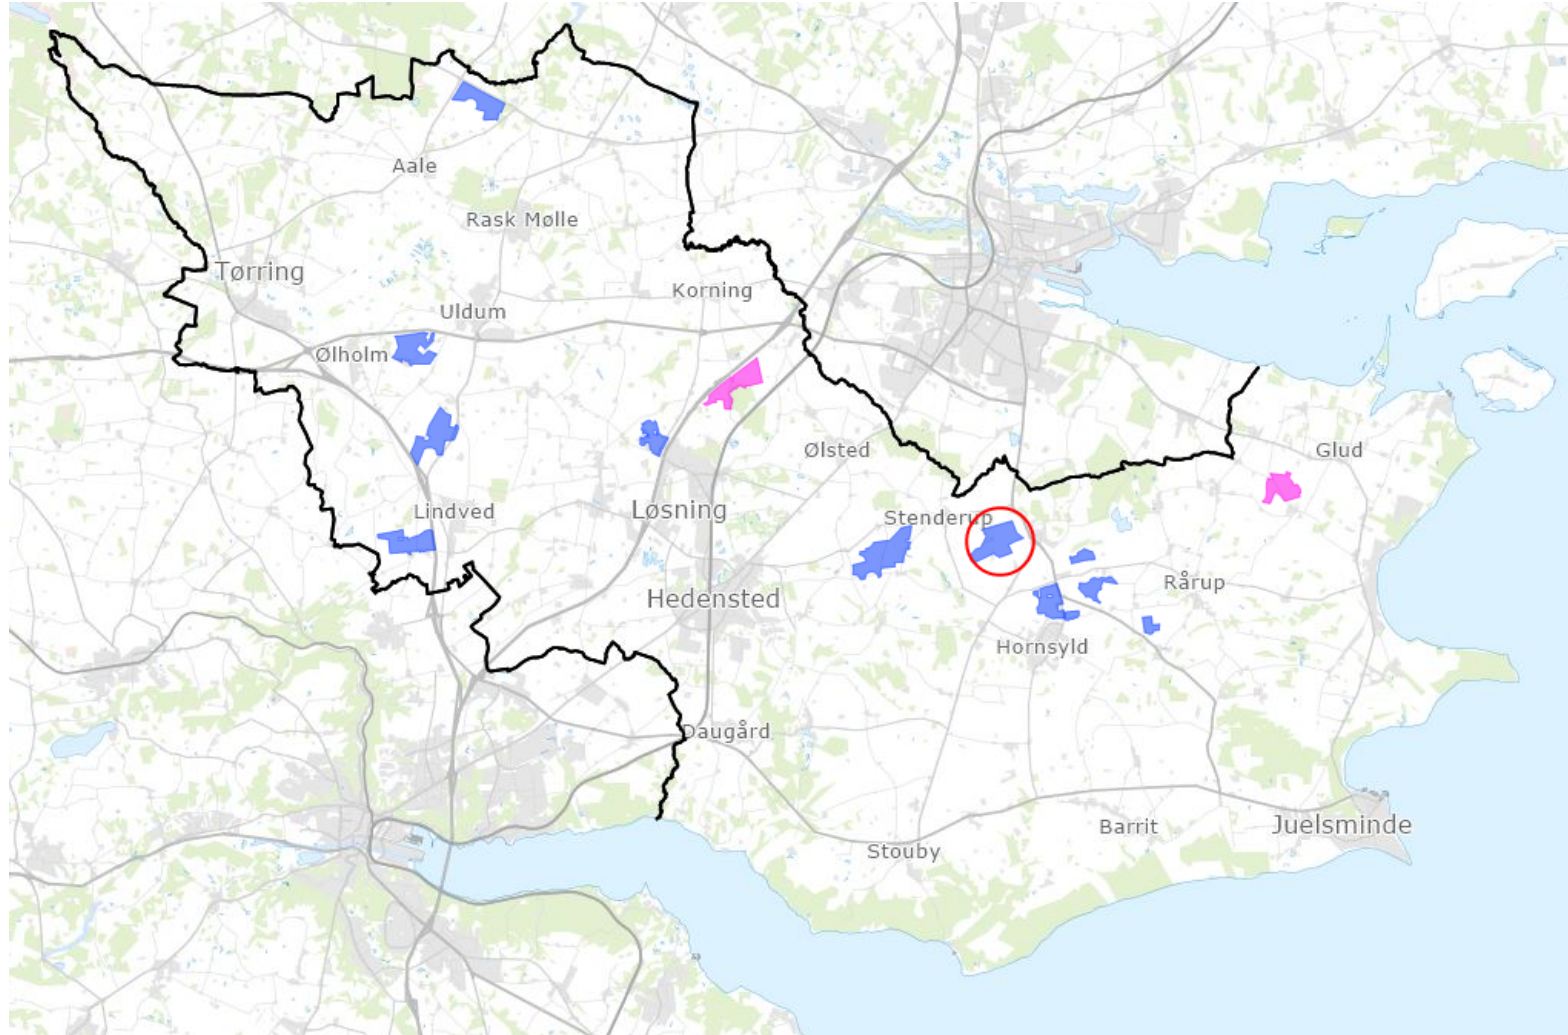 Aale
Rask Mølle
Tørring
Korning
Uldum
Ølholm
Ølsted
Glud
Løsning
Lindved
Stenderup
Rårup
Hedensted
Hornsyld
Daugård
Barrit
Juelsminde
Stouby